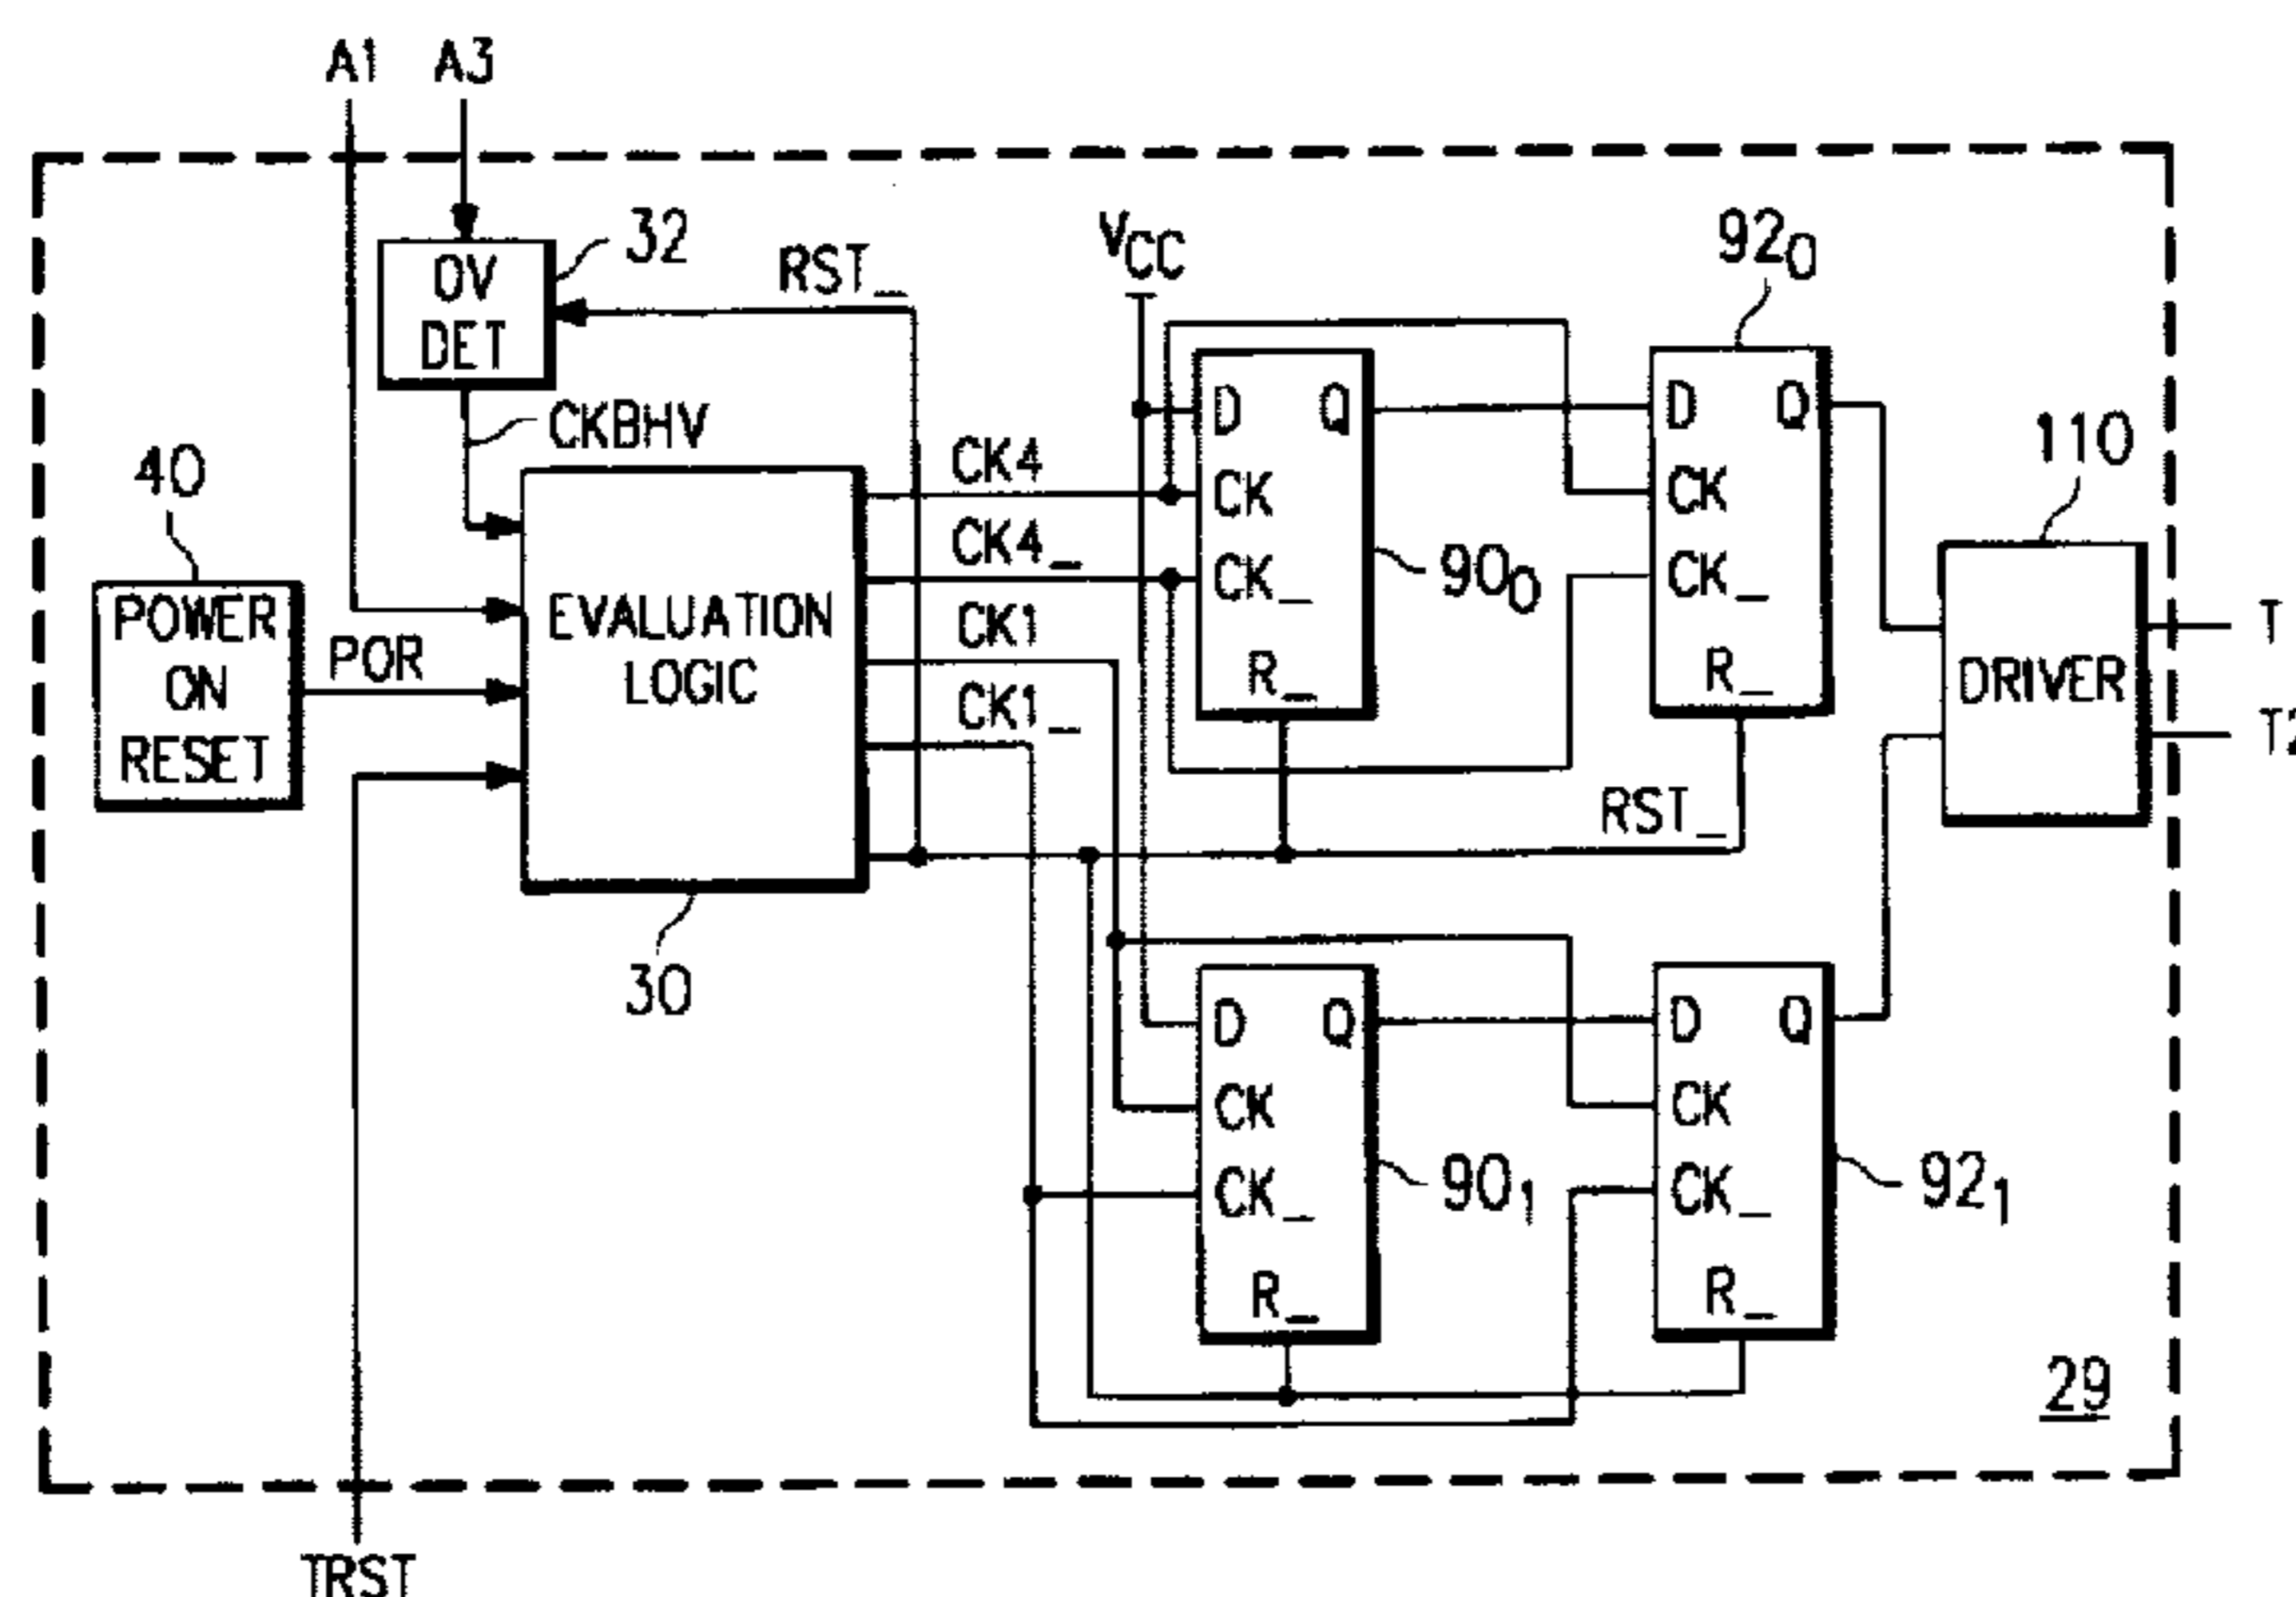 A1 A3
OV
DET
32
RST_
CKBHV
40
POWER
ON
RESET
POR
EVALUATION
LOGIC
30
CK4
CK4_
CK1
CK1_
VCC
D Q
CK
CK_
R_
900
920
D Q
CK
CK_
R_
RST_
110
DRIVER
T
T2
D Q
CK
CK_
R_
901
D Q
CK
CK_
R_
921
29
TRST